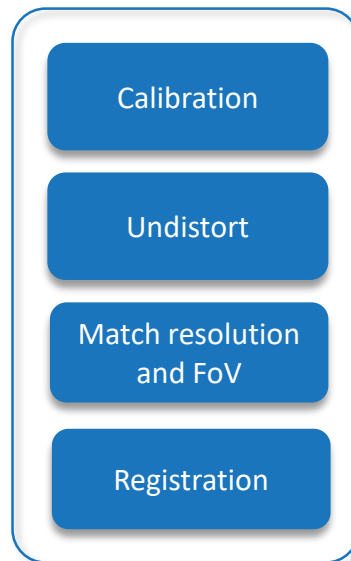 Calibration
Undistort
Match resolution
and FoV
Registration